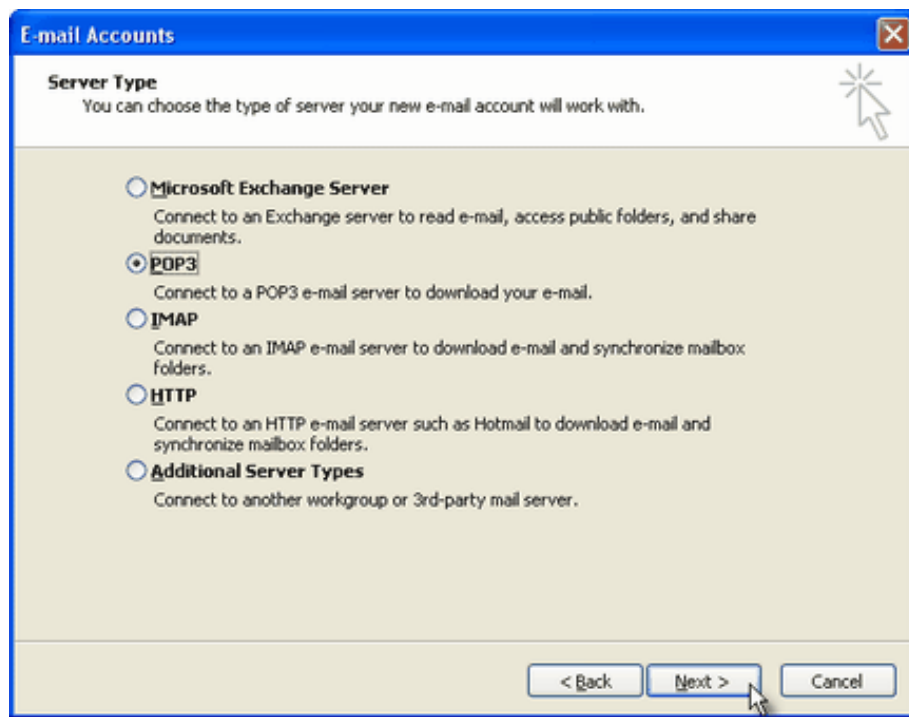 E-mail Accounts
Server Type
You can choose the type of server your new e-mail account will work with.
Microsoft Exchange Server
Connect to an Exchange server to read e-mail, access public folders, and share
documents.
POP3
Connect to a POP3 e-mail server to download your e-mail.
IMAP
Connect to an IMAP e-mail server to download e-mail and synchronize mailbox
folders.
HTTP
Connect to an HTTP e-mail server such as Hotmail to download e-mail and
synchronize mailbox folders.
Additional Server Types
Connect to another workgroup or 3rd-party mail server.
< Back Next > Cancel